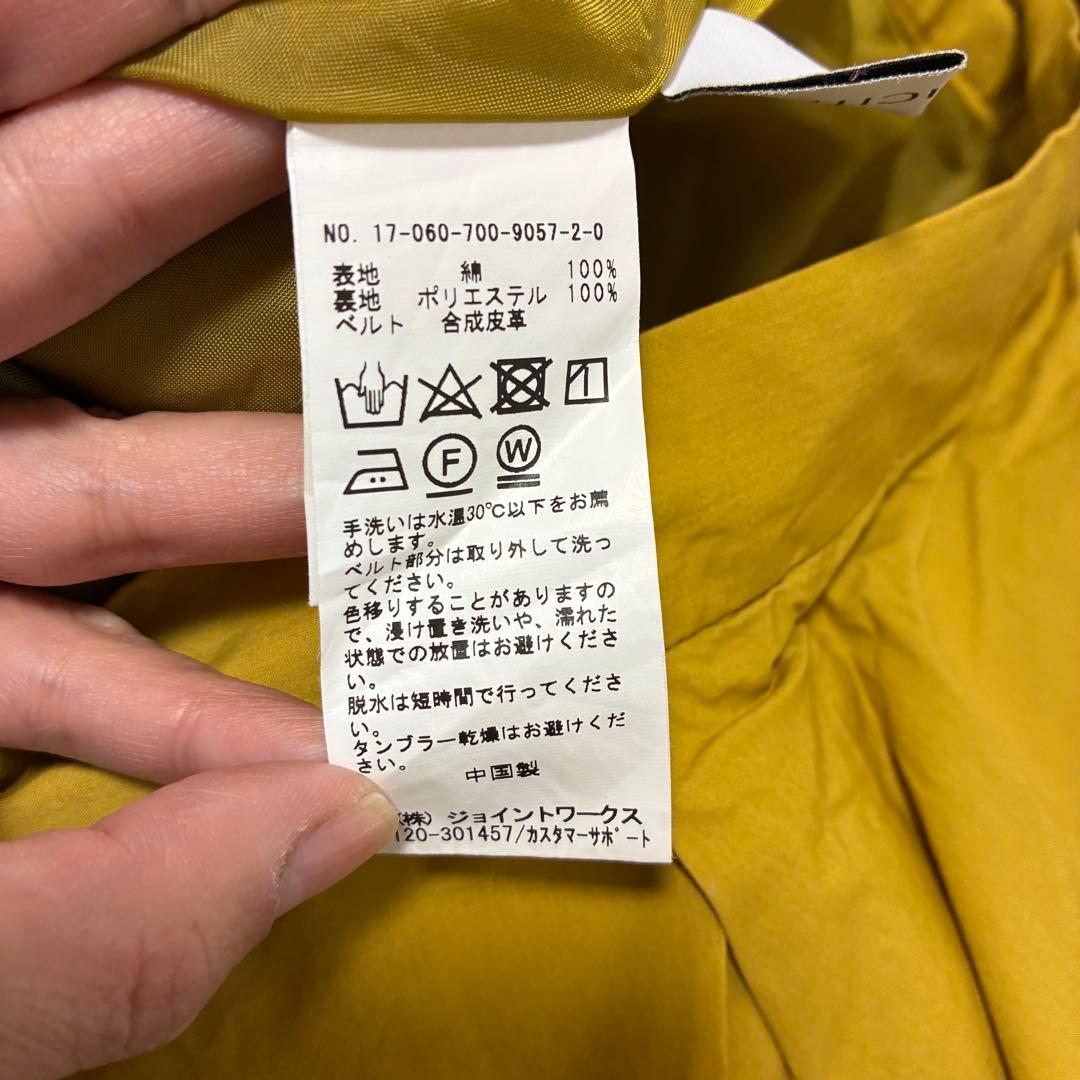 NO. 17-060-700-9057-2-0
表地 綿 100%
裏地 ポリエステル 100%
ベルト 合成皮革
F
W
手洗いは水温30℃以下をお薦
めします。
ベルト部分は取り外して洗っ
てください。
色移りすることがありますの
で、浸け置き洗いや、濡れた
状態での放置はお避けくださ
い。
脱水は短時間で行ってくださ
い。
タンブラー乾燥はお避けくだ
さい。
中国製
(株) ジョイントワークス
120-301457/カスタマーサポート